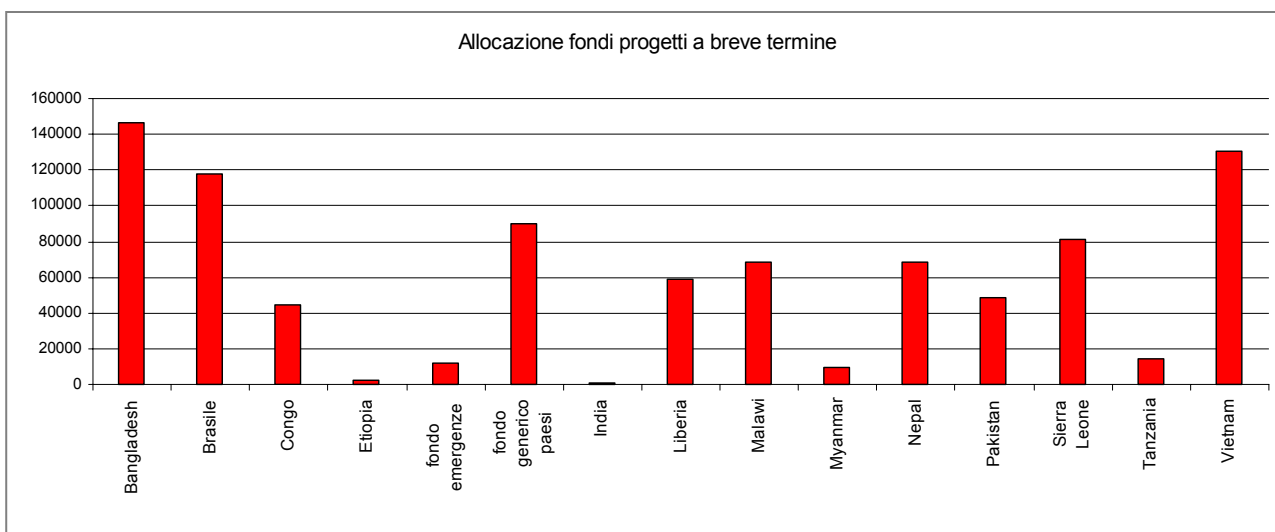 Allocazione fondi progetti a breve termine
160000
140000
120000
100000
80000
60000
40000
20000
0
Bangladesh
Brasile
Congo
Etiopia
fondo
emergenze
fondo
generico
paesi
India
Liberia
Malawi
Myanmar
Nepal
Pakistan
Sierra
Leone
Tanzania
Vietnam